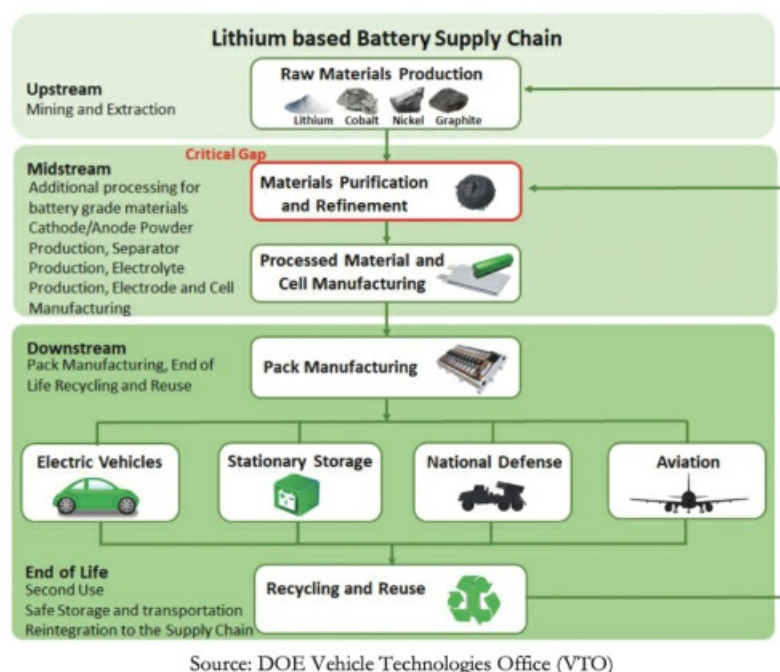 Lithium based Battery Supply Chain
Raw Materials Production
Upstream
Mining and Extraction
Lithium Cobalt Nickel Graphite
Critical Gap
Midstream
Additional processing for
battery grade materials
Cathode/Anode Powder
Production, Separator
Production, Electrolyte
Production, Electrode and Cell
Manufacturing
Materials Purification
and Refinement
Processed Material and
Cell Manufacturing
Downstream
Pack Manufacturing, End of
Life Recycling and Reuse
Pack Manufacturing
Electric Vehicles
Stationary Storage
National Defense
Aviation
End of Life
Second Use
Safe Storage and transportation
Reintegration to the Supply Chain
Recycling and Reuse
Source: DOE Vehicle Technologies Office (VTO)